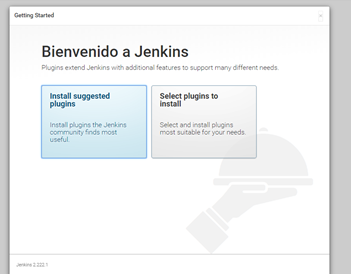 Getting Started
×
Bienvenido a Jenkins
Plugins extend Jenkins with additional features to support many different needs.
Install suggested
plugins
Install plugins the Jenkins
community finds most
useful.
Select plugins to
install
Select and install plugins
most suitable for your needs.
Jenkins 2.222.1